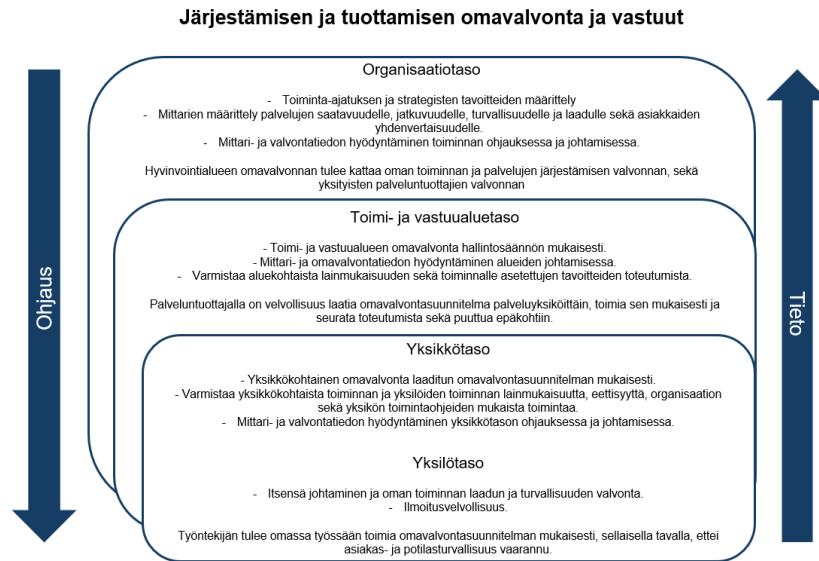 Järjestämisen ja tuottamisen omavalvonta ja vastuut
Ohjaus
Organisaatiotaso
- Toiminta-ajatuksen ja strategisten tavoitteiden määrittely
- Mittarien määrittely palvelujen saatavuudelle, jatkuvuudelle, turvallisuudelle ja laadulle sekä asiakkaiden
yhdenvertaisuudelle.
- Mittari- ja valvontatiedon hyödyntäminen toiminnan ohjauksessa ja johtamisessa.
Hyvinvointialueen omavalvonnan tulee kattaa oman toiminnan ja palvelujen järjestämisen valvonnan, sekä
yksityisten palveluntuottajien valvonnan
Toimi- ja vastuualuetaso
- Toimi- ja vastuualueen omavalvonta hallintosäännön mukaisesti.
- Mittari- ja omavalvontatiedon hyödyntäminen alueiden johtamisessa.
- Varmistaa aluekohtaista lainmukaisuuden sekä toiminnalle asetettujen tavoitteiden toteutumista.
Palveluntuottajalla on velvollisuus laatia omavalvontasuunnitelma palveluyksiköittäin, toimia sen mukaisesti ja
seurata toteutumista sekä puuttua epäkohtiin.
Yksikkötaso
- Yksikkökohtainen omavalvonta laaditun omavalvontasuunnitelman mukaisesti.
- Varmistaa yksikkökohtaista toiminnan ja yksilöiden toiminnan lainmukaisuutta, eettisyyttä, organisaation
sekä yksikön toimintaohjeiden mukaista toimintaa.
- Mittari- ja valvontatiedon hyödyntäminen yksikkötason ohjauksessa ja johtamisessa.
Yksilötaso
- Itsensä johtaminen ja oman toiminnan laadun ja turvallisuuden valvonta.
- Ilmoitusvelvollisuus.
Työntekijän tulee omassa työssään toimia omavalvontasuunnitelman mukaisesti, sellaisella tavalla, ettei
asiakas- ja potilasturvallisuus vaarannu.
Tieto